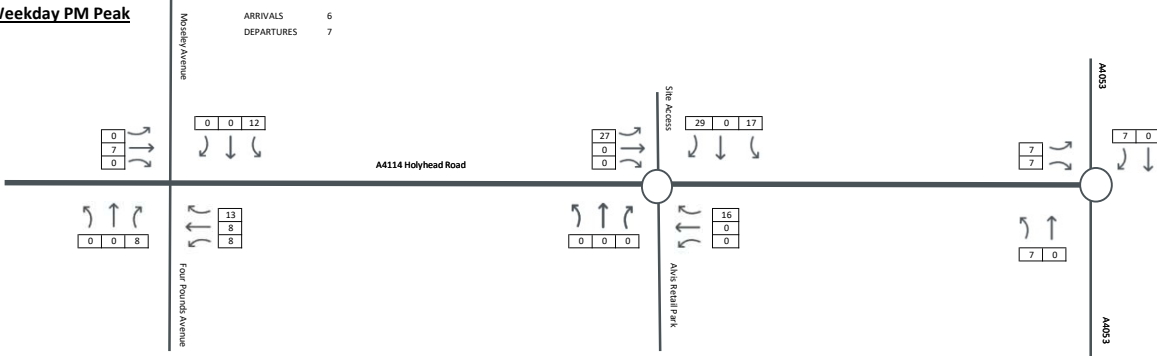 Weekday PM Peak
ARRIVALS 6
DEPARTURES 7
Moseley Avenue
A4053
Site Access
0 0 12
29 0 17
7 0
0
7
0
27
0
0
7
7
A4114 Holyhead Road
13
8
8
0 0 8
16
0
0
0 0 0
7 0
Four Pounds Avenue
Alvis Retail Park
A4053